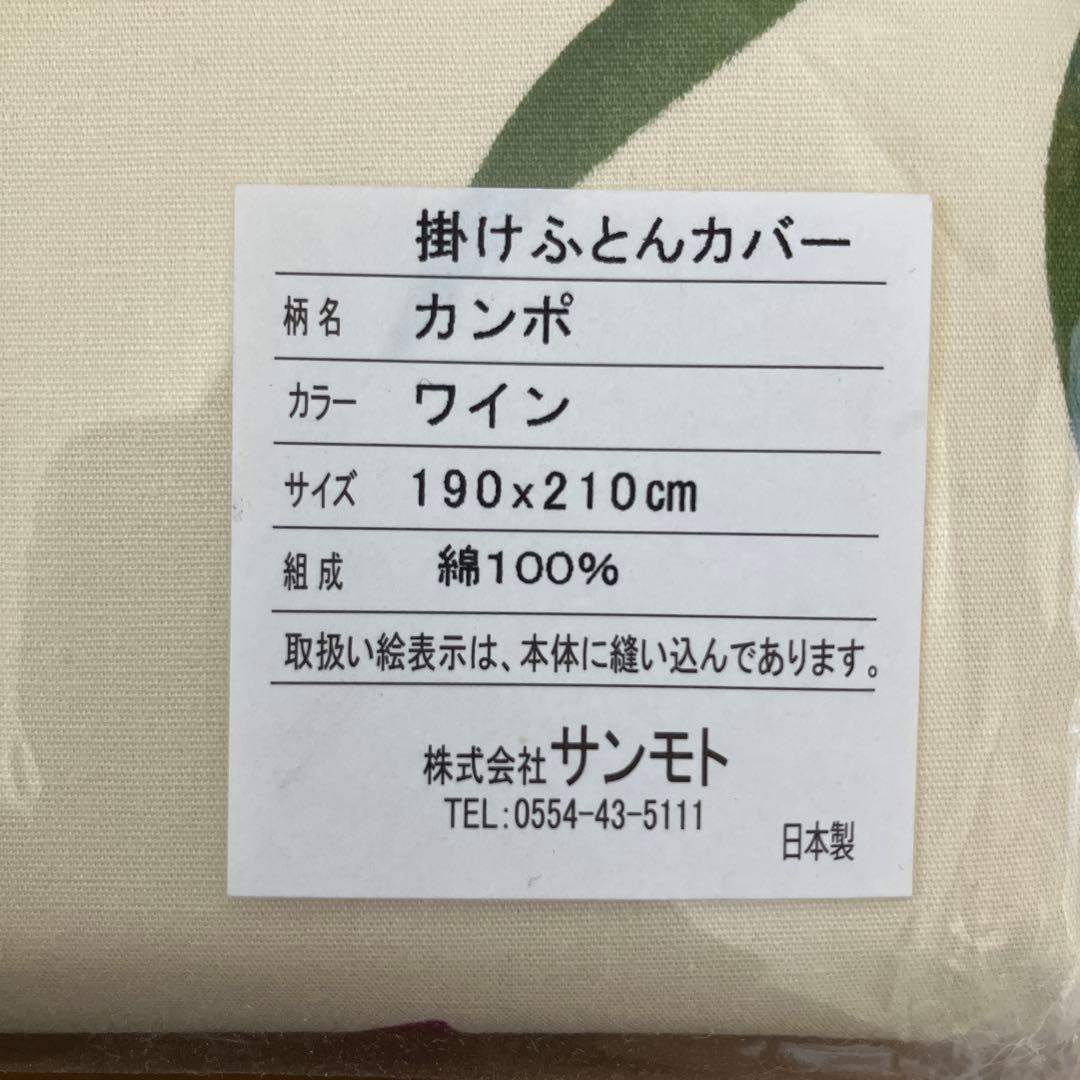 掛けふとんカバー
柄名 カンポ
カラー ワイン
サイズ 190x210cm
組成 綿100%
取扱い絵表示は、本体に縫い込んであります。
株式会社サンモト
TEL:0554-43-5111
日本製